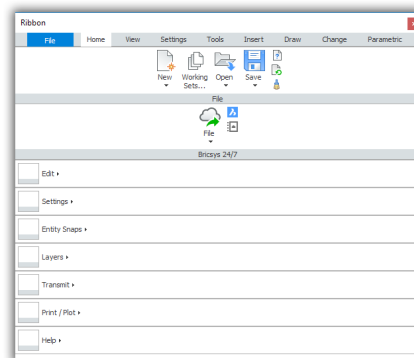 Ribbon
File Home View Settings Tools Insert Draw Change Parametric
New Working Sets... Open Save
File
File
Bricsys 24/7
Edit
Settings
Entity Snaps
Layers
Transmit
Print / Plot
Help